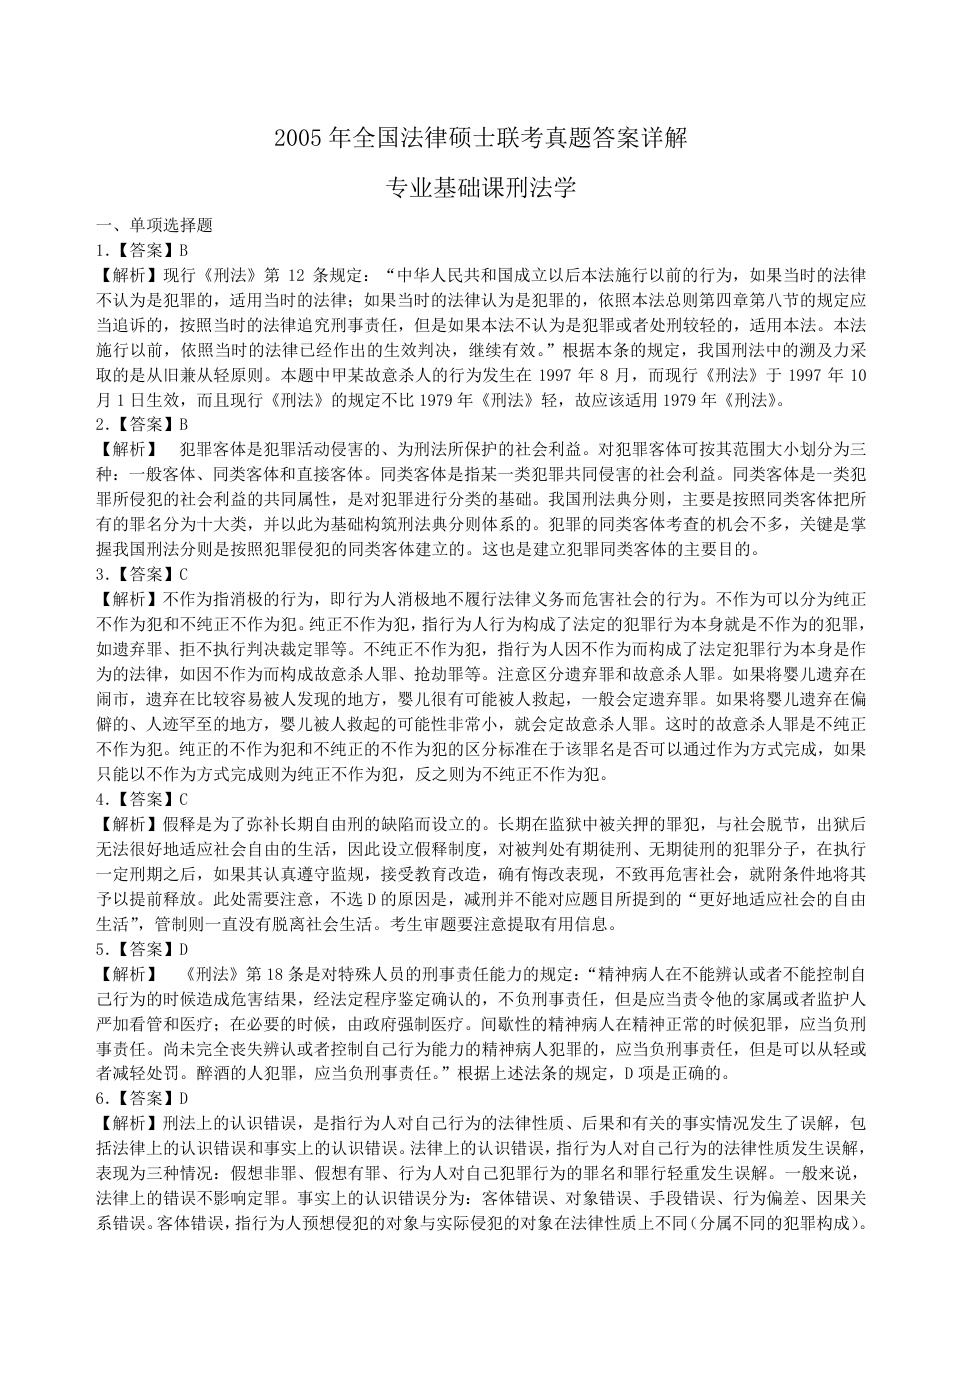 2005 年全国法律硕士联考真题答案详解
专业基础课刑法学
一、单项选择题
1.【答案】B
【解析】现行《刑法》第 12 条规定：“中华人民共和国成立以后本法施行以前的行为，如果当时的法律
不认为是犯罪的，适用当时的法律；如果当时的法律认为是犯罪的，依照本法总则第四章第八节的规定应
当追诉的，按照当时的法律追究刑事责任，但是如果本法不认为是犯罪或者处刑较轻的，适用本法。本法
施行以前，依照当时的法律已经作出的生效判决，继续有效。”根据本条的规定，我国刑法中的溯及力采
取的是从旧兼从轻原则。本题中甲某故意杀人的行为发生在 1997 年 8 月，而现行《刑法》于 1997 年 10
月 1 日生效，而且现行《刑法》的规定不比 1979 年《刑法》轻，故应该适用 1979 年《刑法》。
2.【答案】B
【解析】　犯罪客体是犯罪活动侵害的、为刑法所保护的社会利益。对犯罪客体可按其范围大小划分为三
种：一般客体、同类客体和直接客体。同类客体是指某一类犯罪共同侵害的社会利益。同类客体是一类犯
罪所侵犯的社会利益的共同属性，是对犯罪进行分类的基础。我国刑法典分则，主要是按照同类客体把所
有的罪名分为十大类，并以此为基础构筑刑法典分则体系的。犯罪的同类客体考查的机会不多，关键是掌
握我国刑法分则是按照犯罪侵犯的同类客体建立的。这也是建立犯罪同类客体的主要目的。
3.【答案】C
【解析】不作为指消极的行为，即行为人消极地不履行法律义务而危害社会的行为。不作为可以分为纯正
不作为犯和不纯正不作为犯。纯正不作为犯，指行为人行为构成了法定的犯罪行为本身就是不作为的犯罪，
如遗弃罪、拒不执行判决裁定罪等。不纯正不作为犯，指行为人因不作为而构成了法定犯罪行为本身是作
为的法律，如因不作为而构成故意杀人罪、抢劫罪等。注意区分遗弃罪和故意杀人罪。如果将婴儿遗弃在
闹市，遗弃在比较容易被人发现的地方，婴儿很有可能被人救起，一般会定遗弃罪。如果将婴儿遗弃在偏
僻的、人迹罕至的地方，婴儿被人救起的可能性非常小，就会定故意杀人罪。这时的故意杀人罪是不纯正
不作为犯。纯正的不作为犯和不纯正的不作为犯的区分标准在于该罪名是否可以通过作为方式完成，如果
只能以不作为方式完成则为纯正不作为犯，反之则为不纯正不作为犯。
4.【答案】C
【解析】假释是为了弥补长期自由刑的缺陷而设立的。长期在监狱中被关押的罪犯，与社会脱节，出狱后
无法很好地适应社会自由的生活，因此设立假释制度，对被判处有期徒刑、无期徒刑的犯罪分子，在执行
一定刑期之后，如果其认真遵守监规，接受教育改造，确有悔改表现，不致再危害社会，就附条件地将其
予以提前释放。此处需要注意，不选 D 的原因是，减刑并不能对应题目所提到的“更好地适应社会的自由
生活”，管制则一直没有脱离社会生活。考生审题要注意提取有用信息。
5.【答案】D
【解析】　《刑法》第 18 条是对特殊人员的刑事责任能力的规定：“精神病人在不能辨认或者不能控制自
己行为的时候造成危害结果，经法定程序鉴定确认的，不负刑事责任，但是应当责令他的家属或者监护人
严加看管和医疗；在必要的时候，由政府强制医疗。间歇性的精神病人在精神正常的时候犯罪，应当负刑
事责任。尚未完全丧失辨认或者控制自己行为能力的精神病人犯罪的，应当负刑事责任，但是可以从轻或
者减轻处罚。醉酒的人犯罪，应当负刑事责任。”根据上述法条的规定，D 项是正确的。
6.【答案】D
【解析】刑法上的认识错误，是指行为人对自己行为的法律性质、后果和有关的事实情况发生了误解，包
括法律上的认识错误和事实上的认识错误。法律上的认识错误，指行为人对自己行为的法律性质发生误解，
表现为三种情况：假想非罪、假想有罪、行为人对自己犯罪行为的罪名和罪行轻重发生误解。一般来说，
法律上的错误不影响定罪。事实上的认识错误分为：客体错误、对象错误、手段错误、行为偏差、因果关
系错误。客体错误，指行为人预想侵犯的对象与实际侵犯的对象在法律性质上不同（分属不同的犯罪构成）。